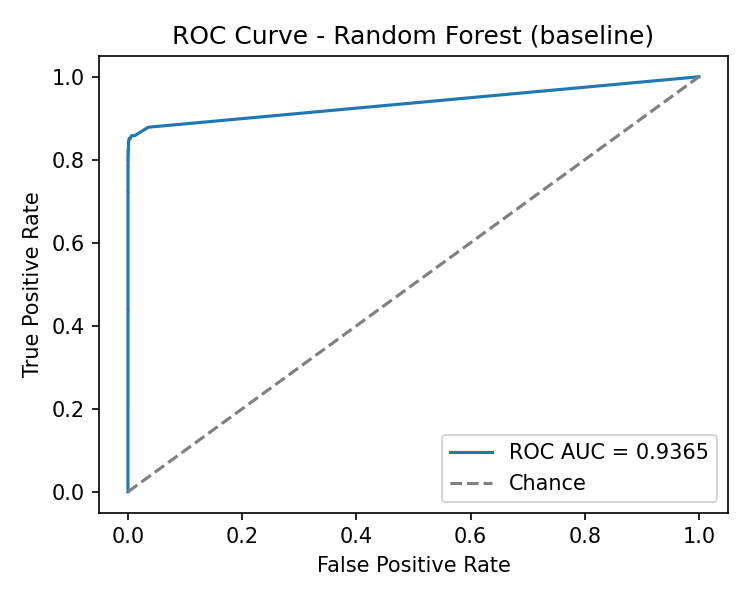 ROC Curve - Random Forest (baseline)
True Positive Rate
1.0
0.8
0.6
0.4
0.2
0.0
ROC AUC = 0.9365
Chance
0.0 0.2 0.4 0.6 0.8 1.0
False Positive Rate